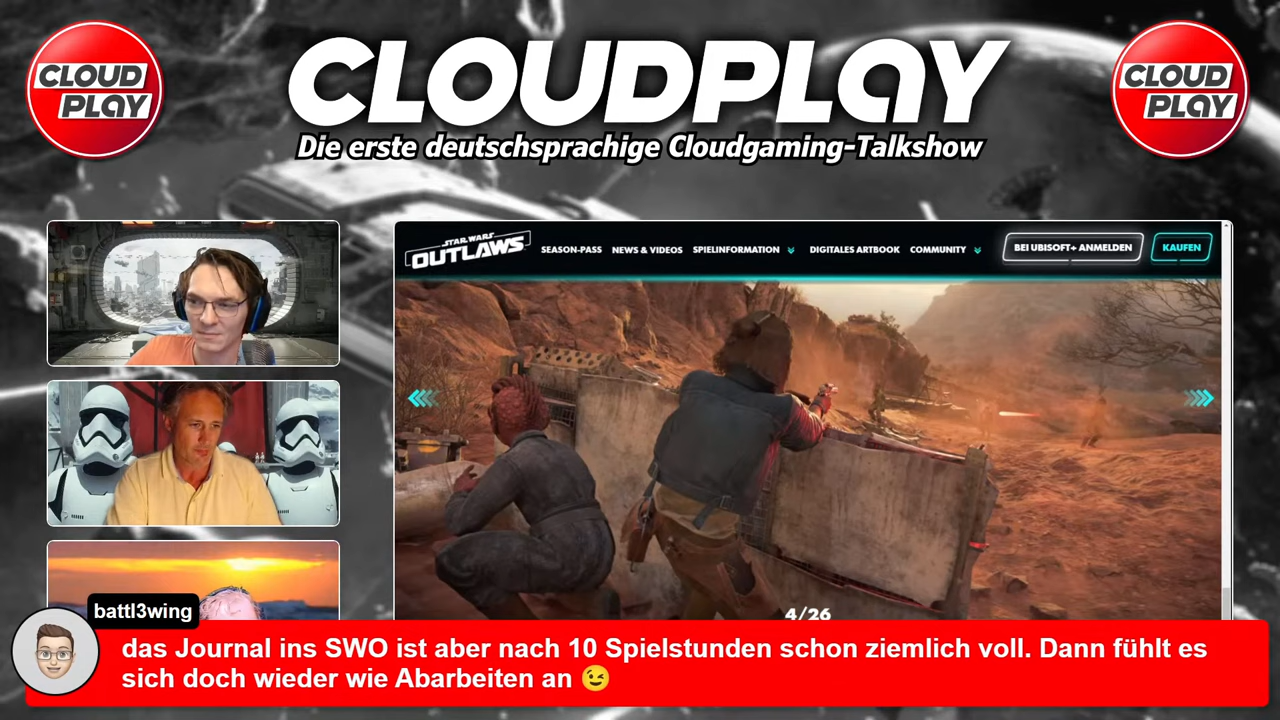 CLOUD
PLAY
CLOUDPLAY
Die erste deutschsprachige Cloudgaming-Talkshow
CLOUD
PLAY
STAR WARS
OUTLAWS
SEASON-PASS NEWS & VIDEOS SPIELINFORMATION DIGITALES ARTBOOK COMMUNITY BEI UBISOFT+ ANMELDEN KAUFEN
4/26
battl3wing
das Journal ins SWO ist aber nach 10 Spielstunden schon ziemlich voll. Dann fühlt es
sich doch wieder wie Abarbeiten an 😉